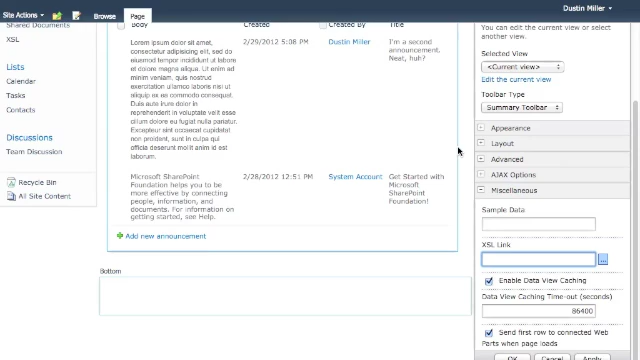 Dustin Miller
Site Actions
Browse
Page
Shared Documents
XSL
Lists
Calendar
Tasks
Contacts
Discussions
Team Discussion
Recycle Bin
All Site Content
Body
Created
Created By
Title
Lorem ipsum dolor sit amet,
consectetur adipisicing elit, sed do
eiusmod tempor incididunt ut labore
et dolore magna aliqua. Ut enim ad
minim veniam, quis nostrud
exercitation ullamco laboris nisi ut
aliquip ex ea commodo consequat.
Duis aute irure dolor in
reprehenderit in voluptate velit esse
cillum dolore eu fugiat nulla pariatur.
Excepteur sint occaecat cupidatat
non proident, sunt in culpa qui
officia deserunt mollit anim id est
laborum.
2/29/2012 5:08 PM
Dustin Miller
I'm a second
announcement.
Neat, huh?
Microsoft SharePoint
Foundation helps you to be
more effective by connecting
people, information, and
documents. For information on
getting started, see Help.
2/28/2012 12:51 PM
System Account
Get Started with
Microsoft
SharePoint
Foundation!
Add new announcement
Bottom
You can edit the current view or select
another view.
Selected View
<Current view>
Edit the current view
Toolbar Type
Summary Toolbar
Appearance
Layout
Advanced
AJAX Options
Miscellaneous
Sample Data
XSL Link
...
Enable Data View Caching
Data View Caching Time-out (seconds)
86400
Send first row to connected Web
Parts when page loads
OK
Cancel
Apply